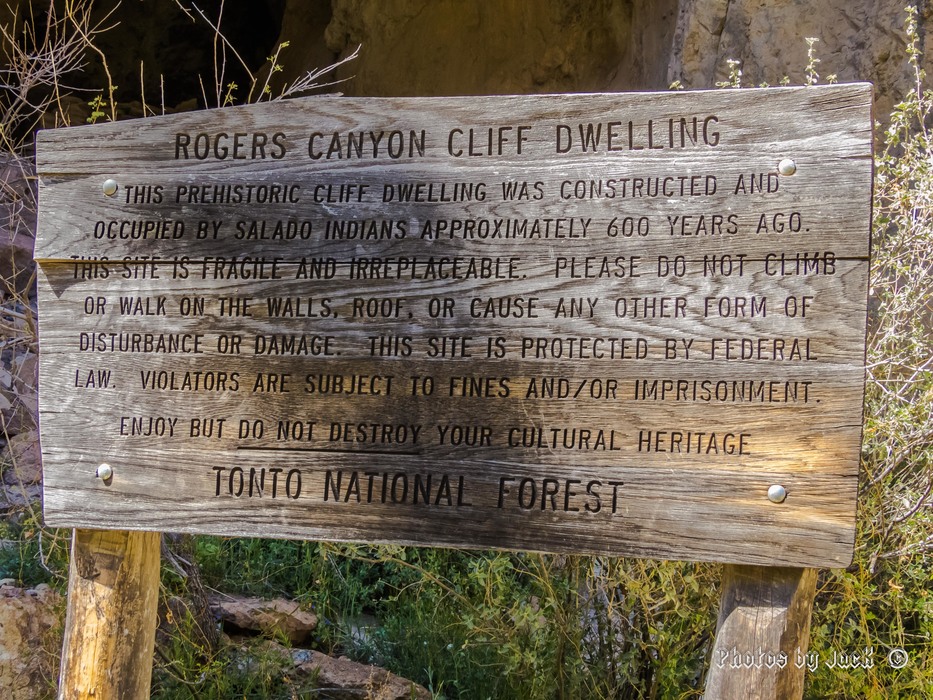 ROGERS CANYON CLIFF DWELLING
THIS PREHISTORIC CLIFF DWELLING WAS CONSTRUCTED AND
OCCUPIED BY SALADO INDIANS APPROXIMATELY 600 YEARS AGO.
THIS SITE IS FRAGILE AND IRREPLACEABLE. PLEASE DO NOT CLIMB
OR WALK ON THE WALLS, ROOF, OR CAUSE ANY OTHER FORM OF
DISTURBANCE OR DAMAGE. THIS SITE IS PROTECTED BY FEDERAL
LAW. VIOLATORS ARE SUBJECT TO FINES AND/OR IMPRISONMENT.
ENJOY BUT DO NOT DESTROY YOUR CULTURAL HERITAGE
TONTO NATIONAL FOREST
Photos by Jack ©